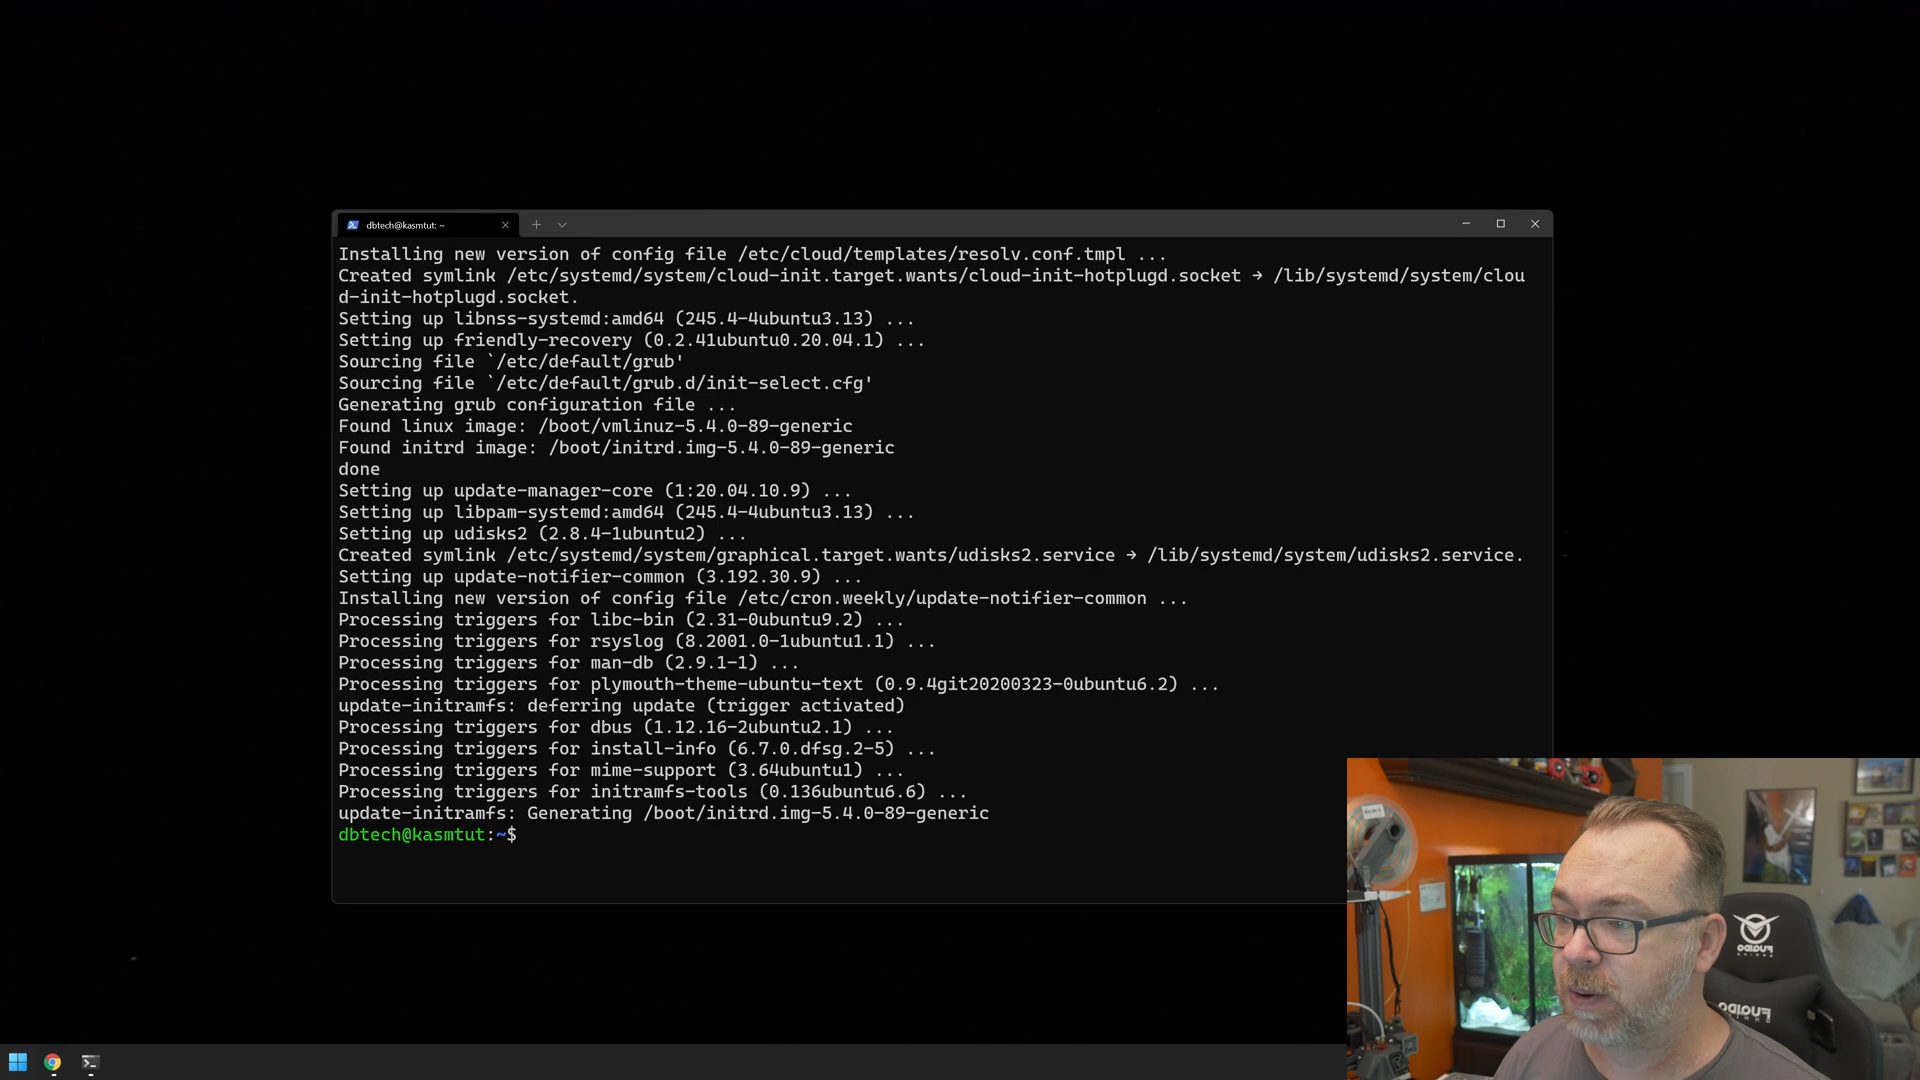 dbtech@kasmtut: ~
Installing new version of config file /etc/cloud/templates/resolv.conf.tmpl ...
Created symlink /etc/systemd/system/cloud-init.target.wants/cloud-init-hotplugd.socket → /lib/systemd/system/clou
d-init-hotplugd.socket.
Setting up libnss-systemd:amd64 (245.4-4ubuntu3.13) ...
Setting up friendly-recovery (0.2.41ubuntu0.20.04.1) ...
Sourcing file `/etc/default/grub'
Sourcing file `/etc/default/grub.d/init-select.cfg'
Generating grub configuration file ...
Found linux image: /boot/vmlinuz-5.4.0-89-generic
Found initrd image: /boot/initrd.img-5.4.0-89-generic
done
Setting up update-manager-core (1:20.04.10.9) ...
Setting up libpam-systemd:amd64 (245.4-4ubuntu3.13) ...
Setting up udisks2 (2.8.4-1ubuntu2) ...
Created symlink /etc/systemd/system/graphical.target.wants/udisks2.service → /lib/systemd/system/udisks2.service.
Setting up update-notifier-common (3.192.30.9) ...
Installing new version of config file /etc/cron.weekly/update-notifier-common ...
Processing triggers for libc-bin (2.31-0ubuntu9.2) ...
Processing triggers for rsyslog (8.2001.0-1ubuntu1.1) ...
Processing triggers for man-db (2.9.1-1) ...
Processing triggers for plymouth-theme-ubuntu-text (0.9.4git20200323-0ubuntu6.2) ...
update-initramfs: deferring update (trigger activated)
Processing triggers for dbus (1.12.16-2ubuntu2.1) ...
Processing triggers for install-info (6.7.0.dfsg.2-5) ...
Processing triggers for mime-support (3.64ubuntu1) ...
Processing triggers for initramfs-tools (0.136ubuntu6.6) ...
update-initramfs: Generating /boot/initrd.img-5.4.0-89-generic
dbtech@kasmtut:~$